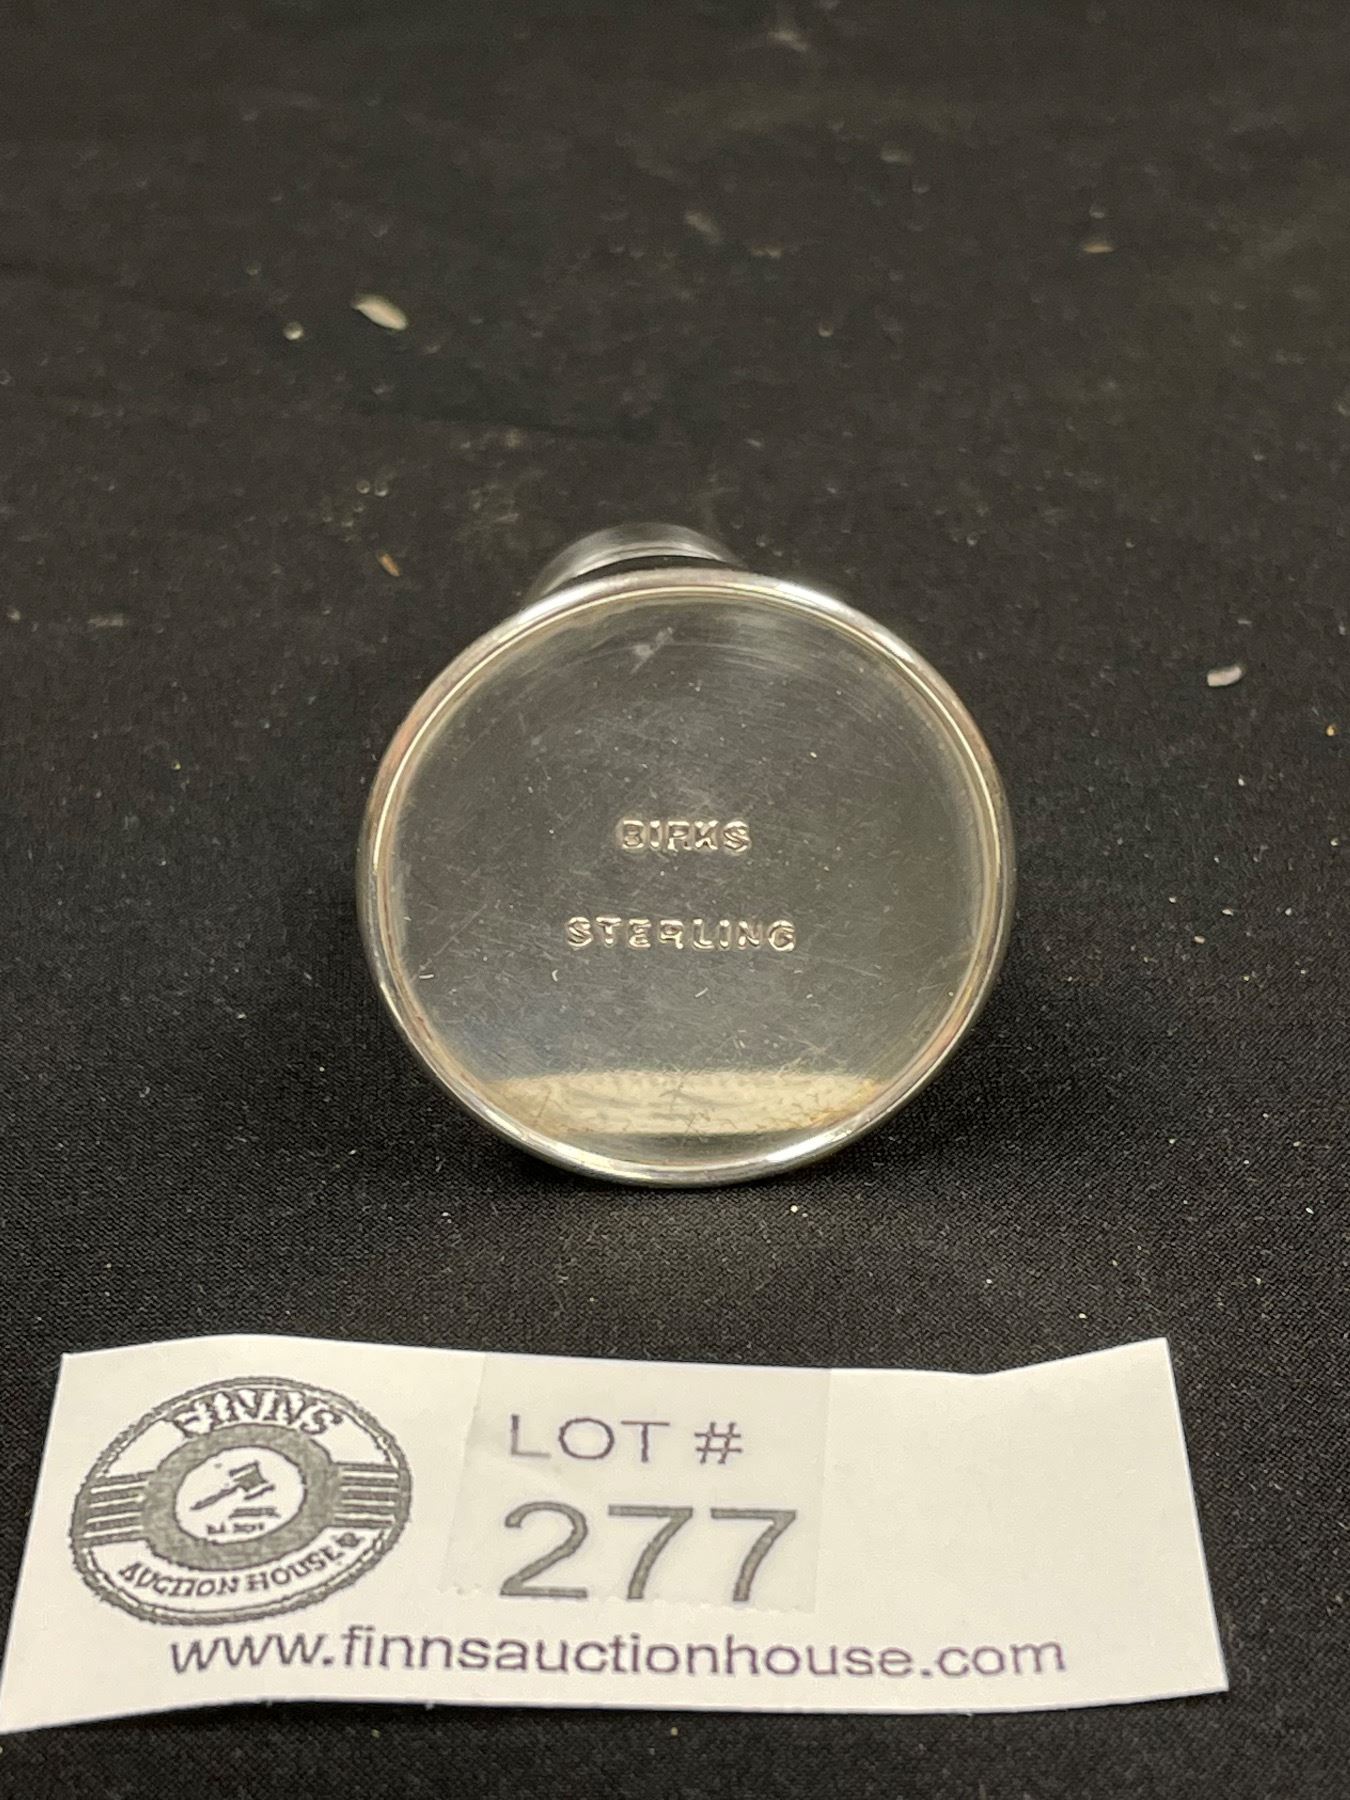 BIRKS
STERLING
FINNS
AUCTION HOUSE
LOT #
277
www.finnsauctionhouse.com